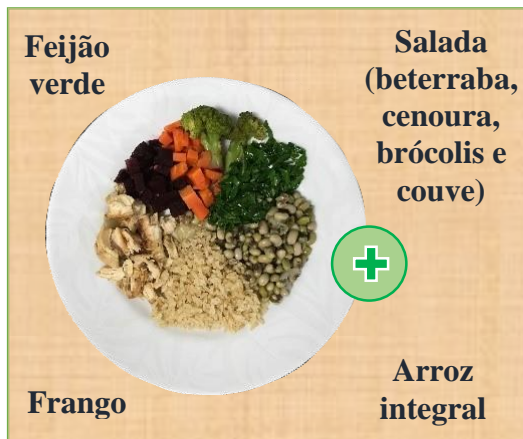 Feijão
verde
Salada
(beterraba,
cenoura,
brócolis e
couve)
Frango
Arroz
integral